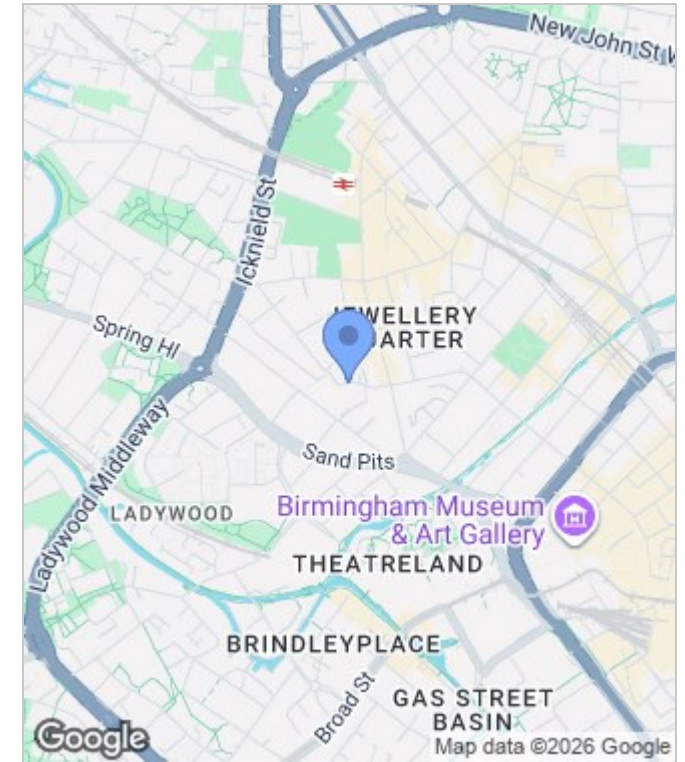 New John St W
Icknield St
JEWELLERY
QUARTER
Spring Hl
Sand Pits
Ladywood Middleway
LADYWOOD
Birmingham Museum
& Art Gallery
THEATRELAND
BRINDLEYPLACE
Broad St
GAS STREET
BASIN
Google
Map data ©2026 Google